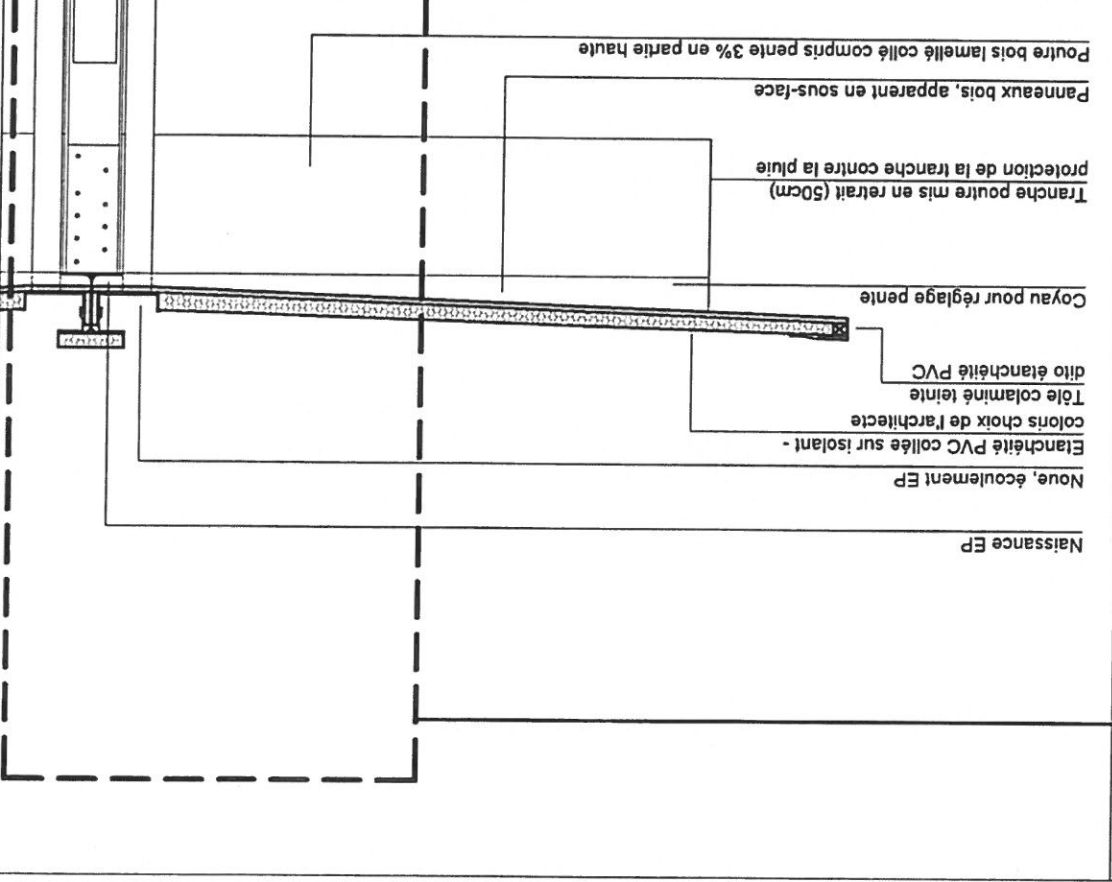 Naissance EP
Noue, écoulement EP
Etanchéité PVC collée sur isolant -
coloris choix de l'architecte
Tôle colaminé teinte
dito étanchéité PVC
Coyau pour réglage pente
Tranche poutre mis en retrait (50cm)
protection de la tranche contre la pluie
Panneaux bois, apparent en sous-face
Poutre bois lamellé collé compris pente 3% en partie haute